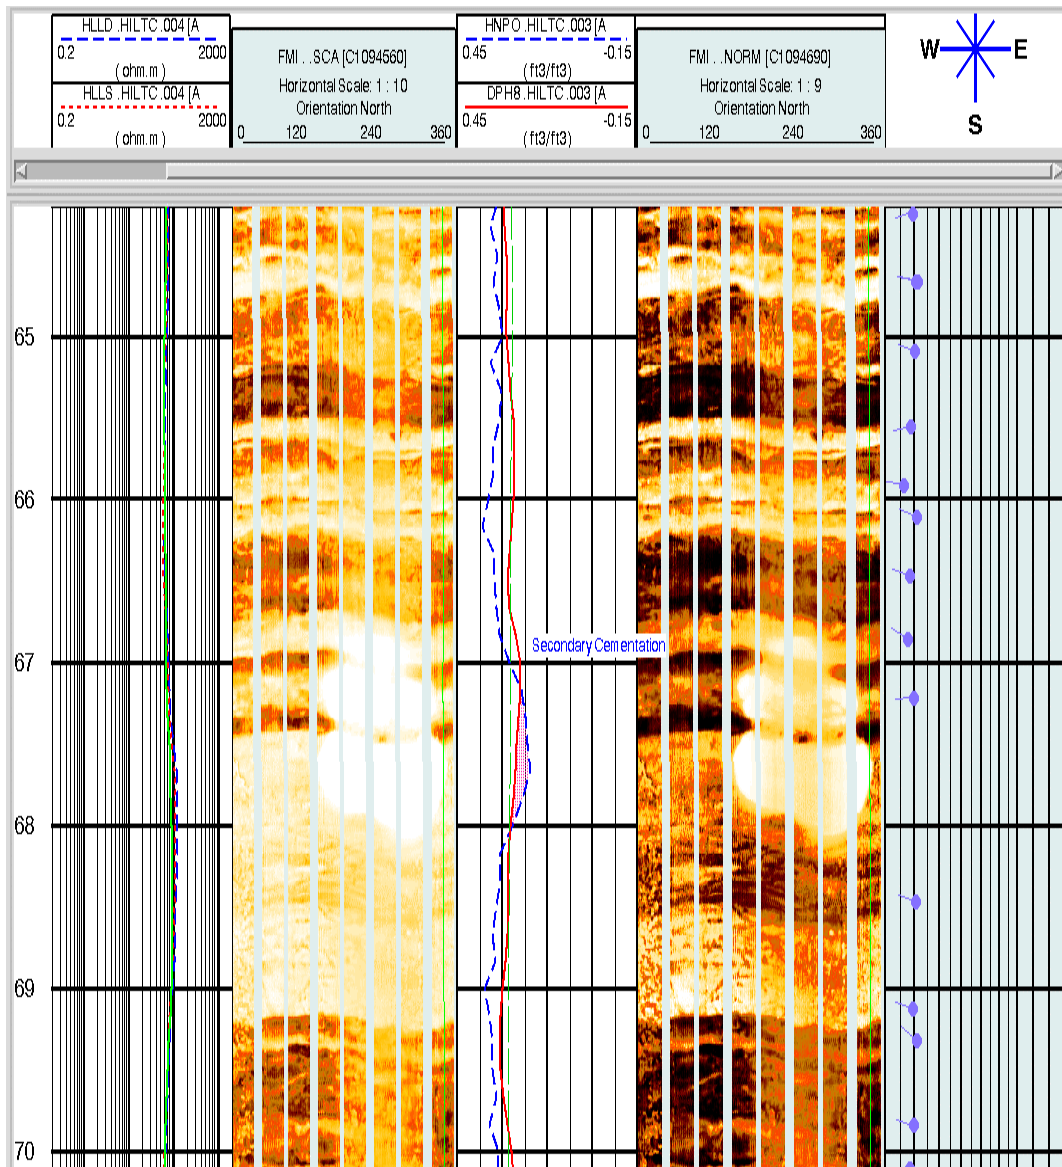 HLLD .HILTC.004 [A
0.2 2000
( ohm.m )
HLLS .HILTC.004 [A
0.2 2000
( ohm.m )
FMI . .SCA [C1094560]
Horizontal Scale: 1 : 10
Orientation North
0 120 240 360
HNPO .HILTC.003 [A
0.45 -0.15
(ft3/ft3)
DPH8 .HILTC.003 [A
0.45 -0.15
(ft3/ft3)
FMI . .NORM [C1094690]
Horizontal Scale: 1 : 9
Orientation North
0 120 240 360
W E
S
65
66
Secondary Cementation
67
68
69
70